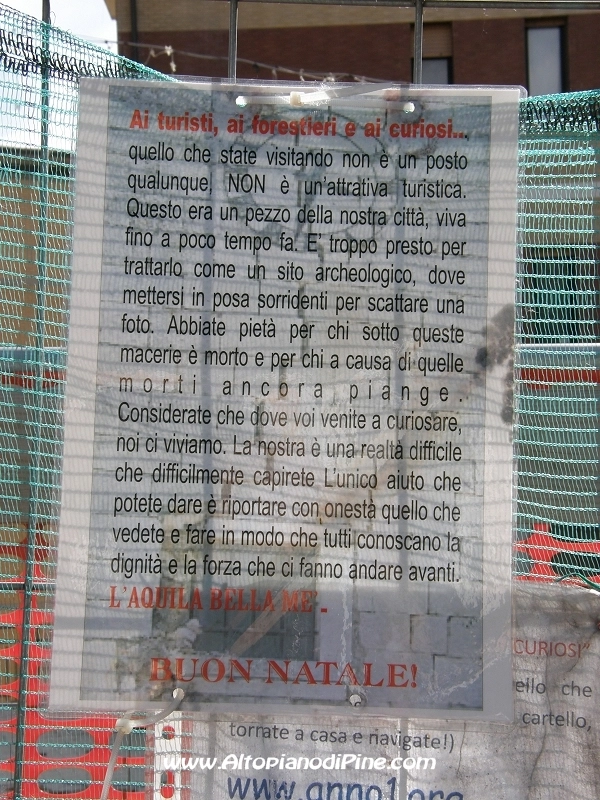 Ai turisti, ai forestieri e ai curiosi...
quello che state visitando non è un posto
qualunque, NON è un'attrativa turistica.
Questo era un pezzo della nostra città, viva
fino a poco tempo fa. E' troppo presto per
trattarlo come un sito archeologico, dove
mettersi in posa sorridenti per scattare una
foto. Abbiate pietà per chi sotto queste
macerie è morto e per chi a causa di quelle
morti ancora piange.
Considerate che dove voi venite a curiosare,
noi ci viviamo. La nostra è una realtà difficile
che difficilmente capirete L'unico aiuto che
potete dare è riportare con onestà quello che
vedete e fare in modo che tutti conoscano la
dignità e la forza che ci fanno andare avanti.
L'AQUILA BELLA ME'.
BUON NATALE!
CURIOSI"
ello che
cartello,
torrate a casa e navigate!)
www.AltopianodiPine.com
www.anno1.org